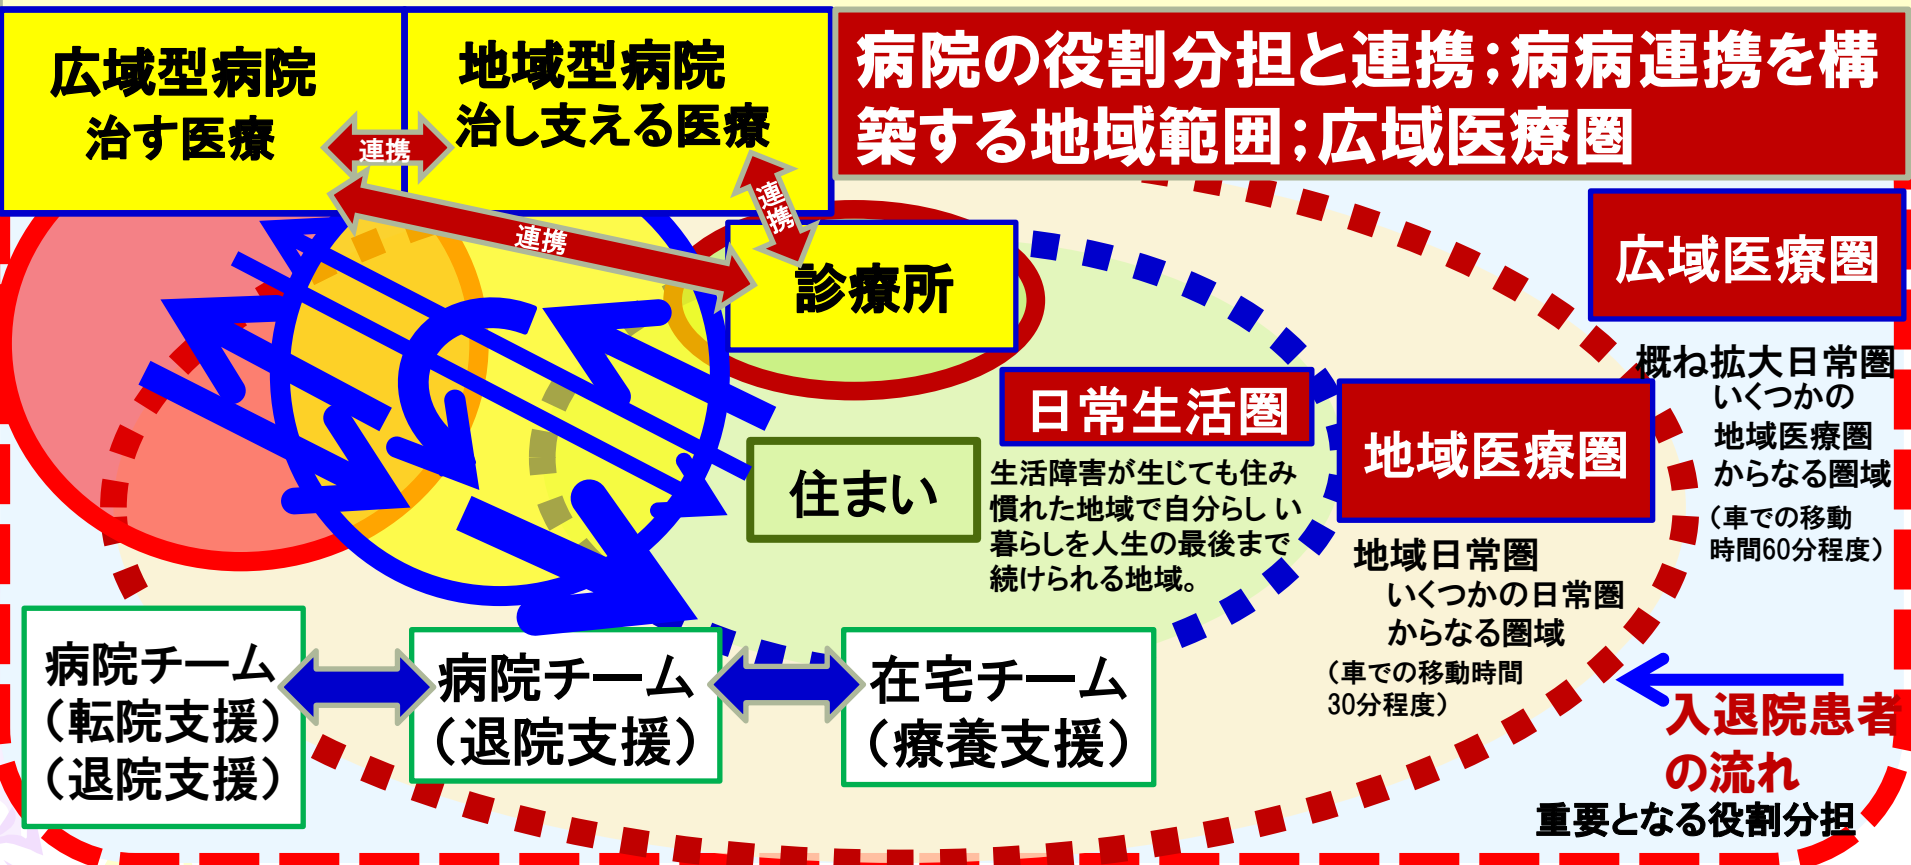 広域型病院
治す医療
地域型病院
治し支える医療
病院の役割分担と連携；病病連携を構
築する地域範囲；広域医療圏
連携
連携
連携
診療所
広域医療圏
概ね拡大日常圏
いくつかの
地域医療圏
からなる圏域
（車での移動
時間60分程度）
日常生活圏
生活障害が生じても住み
慣れた地域で自分らし い
暮らしを人生の最後まで
続けられる地域。
住まい
地域医療圏
地域日常圏
いくつかの日常圏
からなる圏域
（車での移動時間
30分程度）
病院チーム
（転院支援）
（退院支援）
病院チーム
（退院支援）
在宅チーム
（療養支援）
入退院患者
の流れ
重要となる役割分担